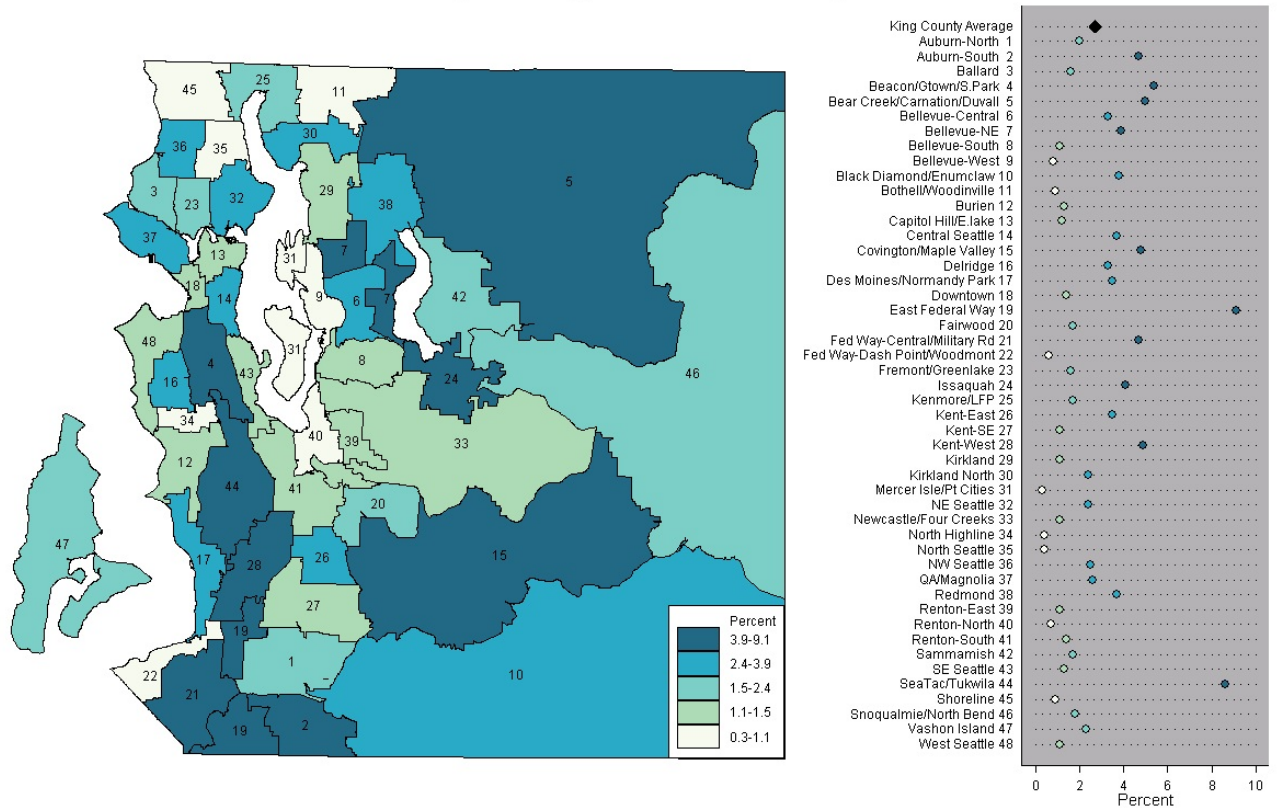 45
25
11
36
35
30
3
23
32
29
4
38
5
37
13
31
7
18
14
9
6
7
42
48
31
4
43
8
16
24
46
34
40
39
33
12
44
41
20
47
17
28
26
15
27
19
22
1
10
21
19
2
Percent
3.9-9.1
2.4-3.9
1.5-2.4
1.1-1.5
0.3-1.1
King County Average
Auburn-North 1
Auburn-South 2
Ballard 3
Beacon/Gtown/S.Park 4
Bear Creek/Carnation/Duvall 5
Bellevue-Central 6
Bellevue-NE 7
Bellevue-South 8
Bellevue-West 9
Black Diamond/Enumclaw 10
Bothell/Woodinville 11
Burien 12
Capitol Hill/E.lake 13
Central Seattle 14
Covington/Maple Valley 15
Delridge 16
Des Moines/Normandy Park 17
Downtown 18
East Federal Way 19
Fairwood 20
Fed Way-Central/Military Rd 21
Fed Way-Dash Point/Woodmont 22
Fremont/Greenlake 23
Issaquah 24
Kenmore/LFP 25
Kent-East 26
Kent-SE 27
Kent-West 28
Kirkland 29
Kirkland North 30
Mercer Isle/Pt Cities 31
NE Seattle 32
Newcastle/Four Creeks 33
North Highline 34
North Seattle 35
NW Seattle 36
QA/Magnolia 37
Redmond 38
Renton-East 39
Renton-North 40
Renton-South 41
Sammamish 42
SE Seattle 43
SeaTac/Tukwila 44
Shoreline 45
Snoqualmie/North Bend 46
Vashon Island 47
West Seattle 48
0 2 4 6 8 10
Percent